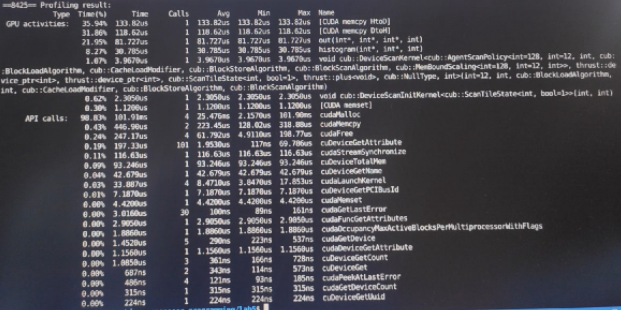 ==8425== Profiling result:
Type Time(%) Time Calls Avg Min Max Name
GPU activities: 35.94% 133.82us 1 133.82us 133.82us 133.82us [CUDA memcpy HtoD]
31.86% 118.62us 1 118.62us 118.62us 118.62us [CUDA memcpy DtoH]
21.95% 81.727us 1 81.727us 81.727us 81.727us out(int*, int*, int*)
8.27% 30.785us 1 30.785us 30.785us 30.785us histogram(int*, int*)
1.07% 3.9670us 1 3.9670us 3.9670us 3.9670us void cub::DeviceScanKernel<cub::AgentScanPolicy<int=128, int=12, int, cub:
:BlockLoadAlgorithm, cub::CacheLoadModifier, cub::BlockStoreAlgorithm, cub::BlockScanAlgorithm, cub::MemBoundScaling<int=128, int=12, int>>, thrust::de
vice_ptr<int>, thrust::device_ptr<int>, cub::ScanTileState<int, bool=1>, thrust::plus<void>, cub::NullType, int>(int=12, int, cub::BlockLoadAlgorithm,
int, cub::CacheLoadModifier, cub::BlockStoreAlgorithm, cub::BlockScanAlgorithm)
0.62% 2.3050us 1 2.3050us 2.3050us 2.3050us void cub::DeviceScanInitKernel<cub::ScanTileState<int, bool=1>>(int, int)
0.30% 1.1200us 1 1.1200us 1.1200us 1.1200us [CUDA memset]
API calls: 98.83% 101.91ms 4 25.476ms 2.1570us 101.90ms cudaMalloc
0.43% 446.90us 2 223.45us 128.02us 318.88us cudaMemcpy
0.24% 247.17us 4 61.792us 4.9110us 198.77us cudaFree
0.19% 197.33us 101 1.9530us 117ns 69.786us cuDeviceGetAttribute
0.11% 116.63us 1 116.63us 116.63us 116.63us cudaStreamSynchronize
0.09% 93.246us 1 93.246us 93.246us 93.246us cuDeviceTotalMem
0.04% 42.679us 1 42.679us 42.679us 42.679us cuDeviceGetName
0.03% 33.887us 4 8.4710us 3.0470us 17.853us cudaLaunchKernel
0.01% 7.1870us 1 7.1870us 7.1870us 7.1870us cuDeviceGetPCIBusId
0.00% 4.4200us 1 4.4200us 4.4200us 4.4200us cudaMemset
0.00% 3.0160us 30 100ns 89ns 161ns cudaGetLastError
0.00% 2.9050us 1 2.9050us 2.9050us 2.9050us cudaFuncGetAttributes
0.00% 1.8860us 1 1.8860us 1.8860us 1.8860us cudaOccupancyMaxActiveBlocksPerMultiprocessorWithFlags
0.00% 1.4520us 5 290ns 223ns 537ns cudaGetDevice
0.00% 1.1560us 1 1.1560us 1.1560us 1.1560us cudaDeviceGetAttribute
0.00% 1.0850us 3 361ns 166ns 728ns cuDeviceGetCount
0.00% 687ns 2 343ns 114ns 573ns cuDeviceGet
0.00% 486ns 4 121ns 93ns 185ns cudaPeekAtLastError
0.00% 315ns 1 315ns 315ns 315ns cudaGetDeviceCount
0.00% 224ns 1 224ns 224ns 224ns cuDeviceGetUuid